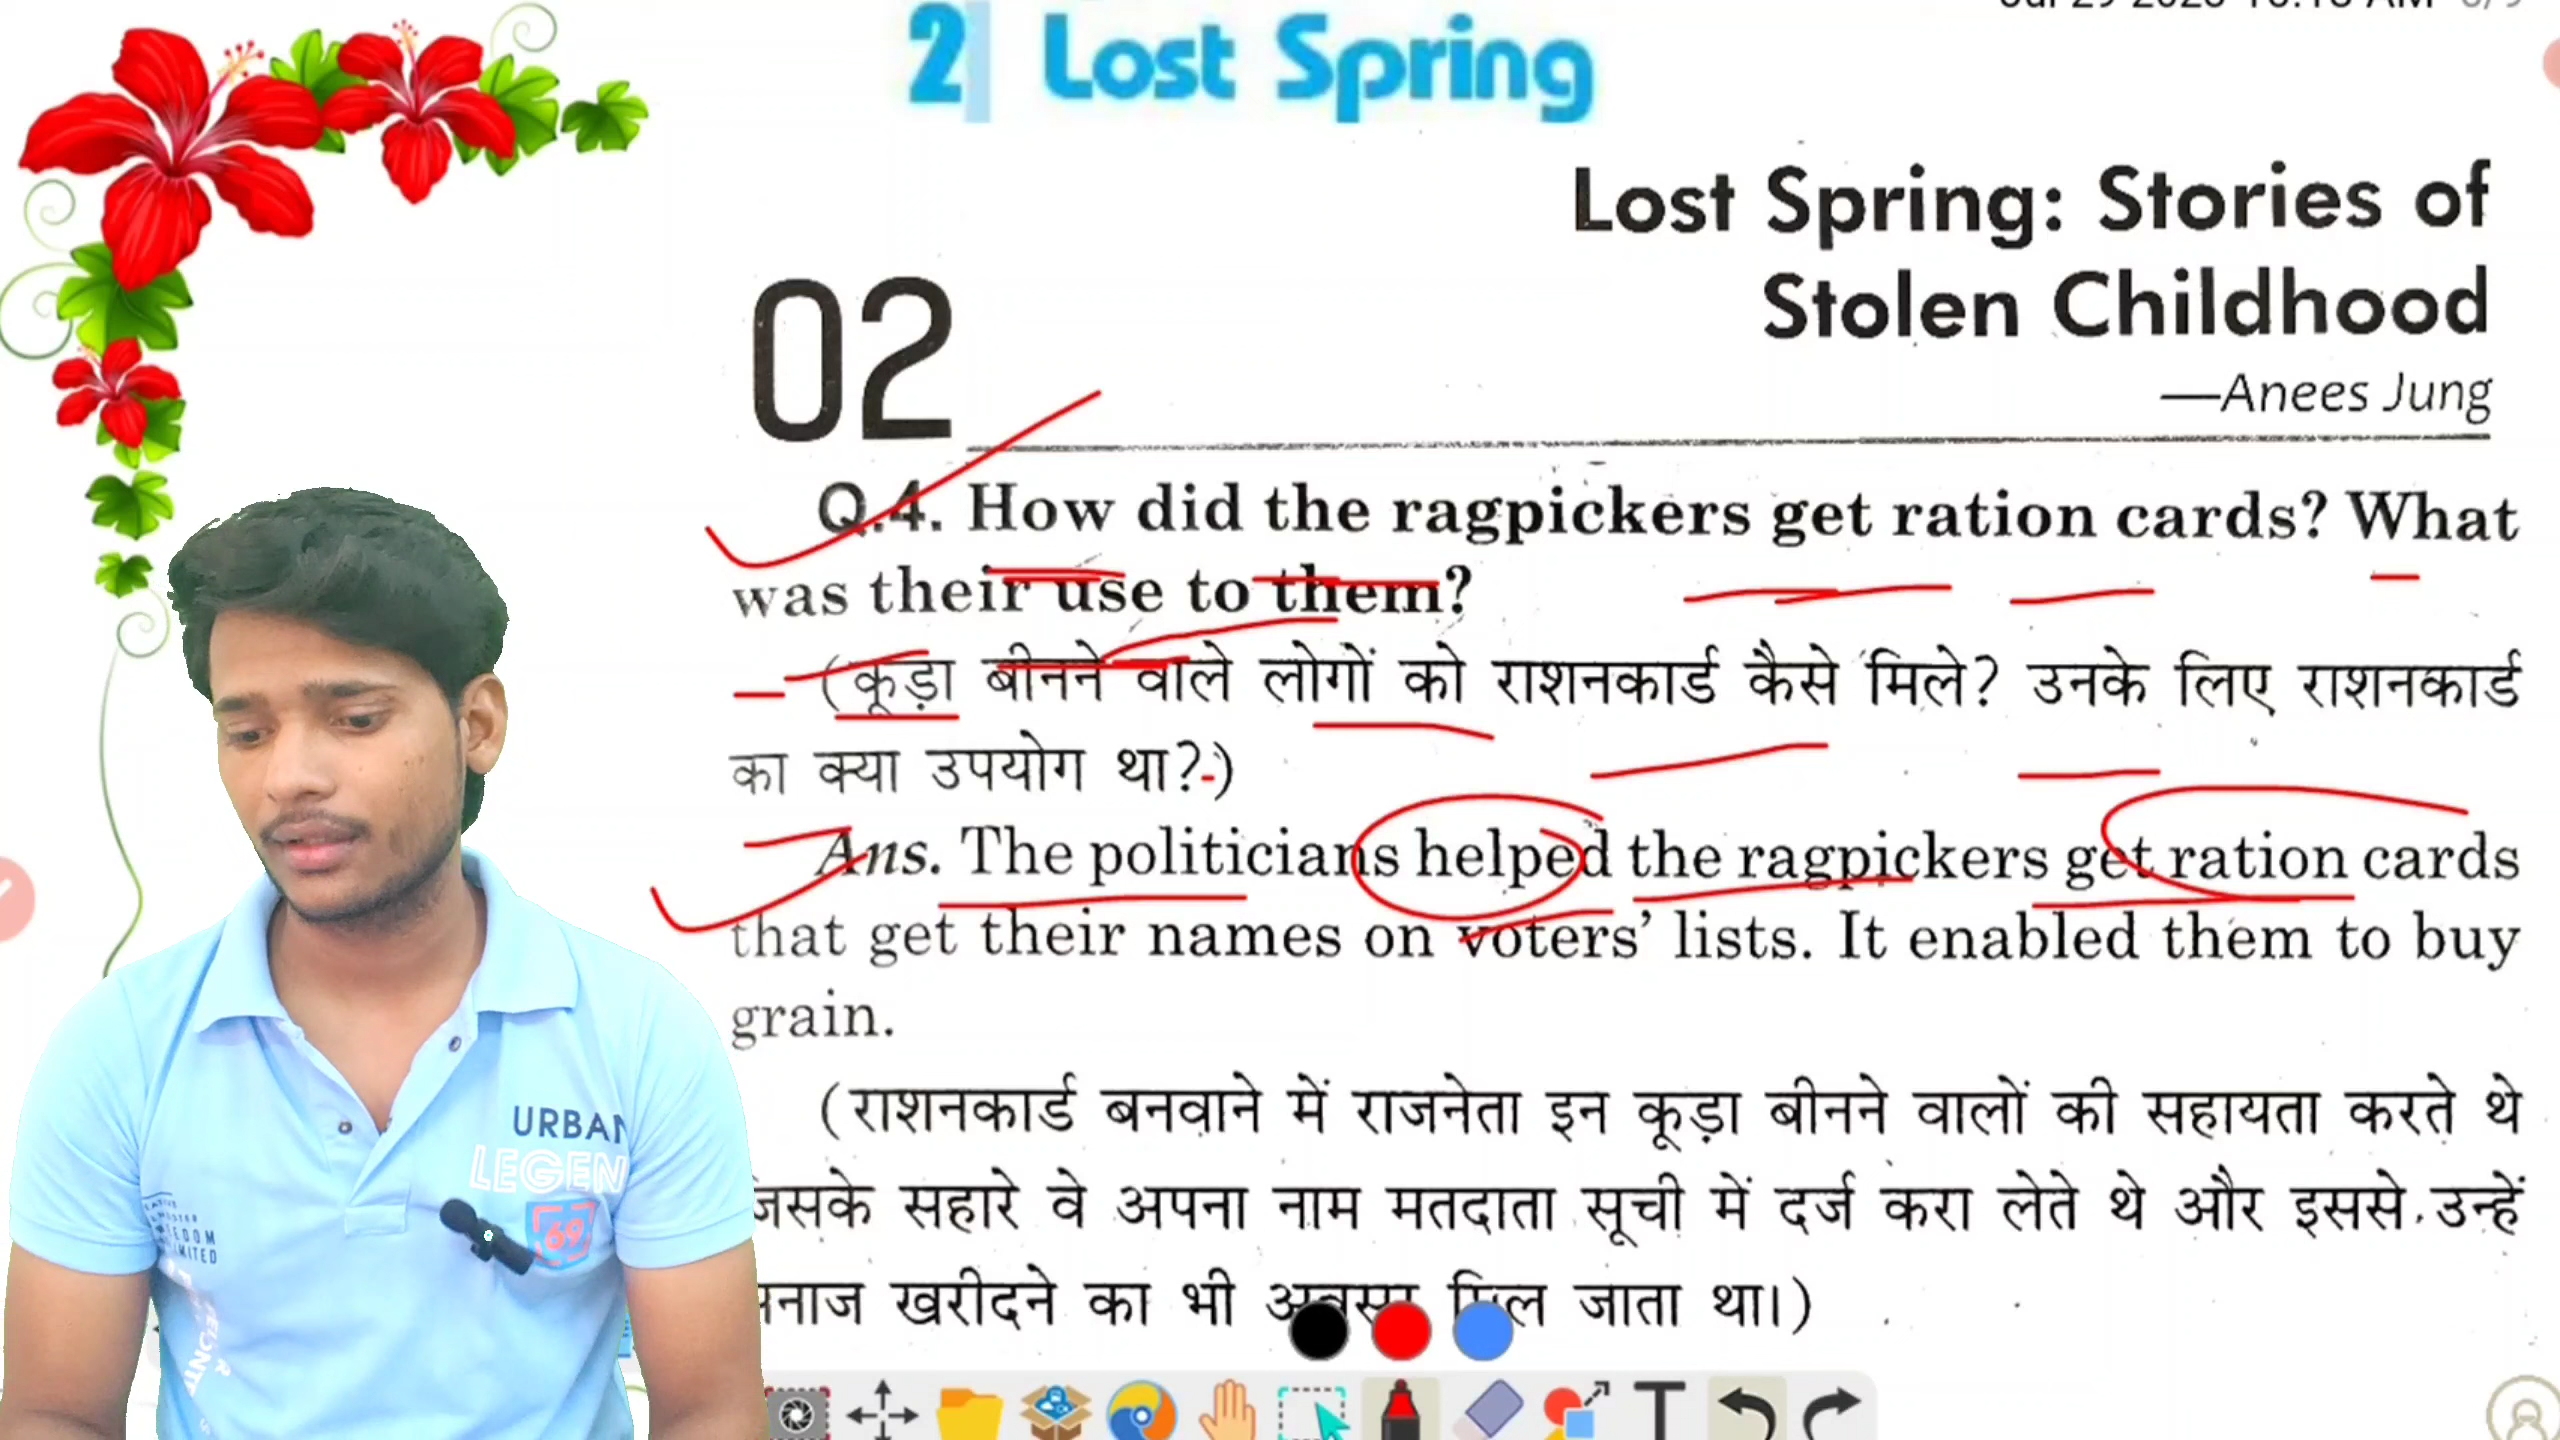 2 Lost Spring
Lost Spring: Stories of
Stolen Childhood
02
—Anees Jung
Q.4. How did the ragpickers get ration cards? What
was their use to them?
(कूड़ा बीनने वाले लोगों को राशनकार्ड कैसे मिले? उनके लिए राशनकार्ड
का क्या उपयोग था?-)
Ans. The politicians helped the ragpickers get ration cards
that get their names on voters' lists. It enabled them to buy
grain.
(राशनकार्ड बनवाने में राजनेता इन कूड़ा बीनने वालों की सहायता करते थे
जिसके सहारे वे अपना नाम मतदाता सूची में दर्ज करा लेते थे और इससे उन्हें
अनाज खरीदने का भी अवसर मिल जाता था।)
URBAN
LEGEN
69